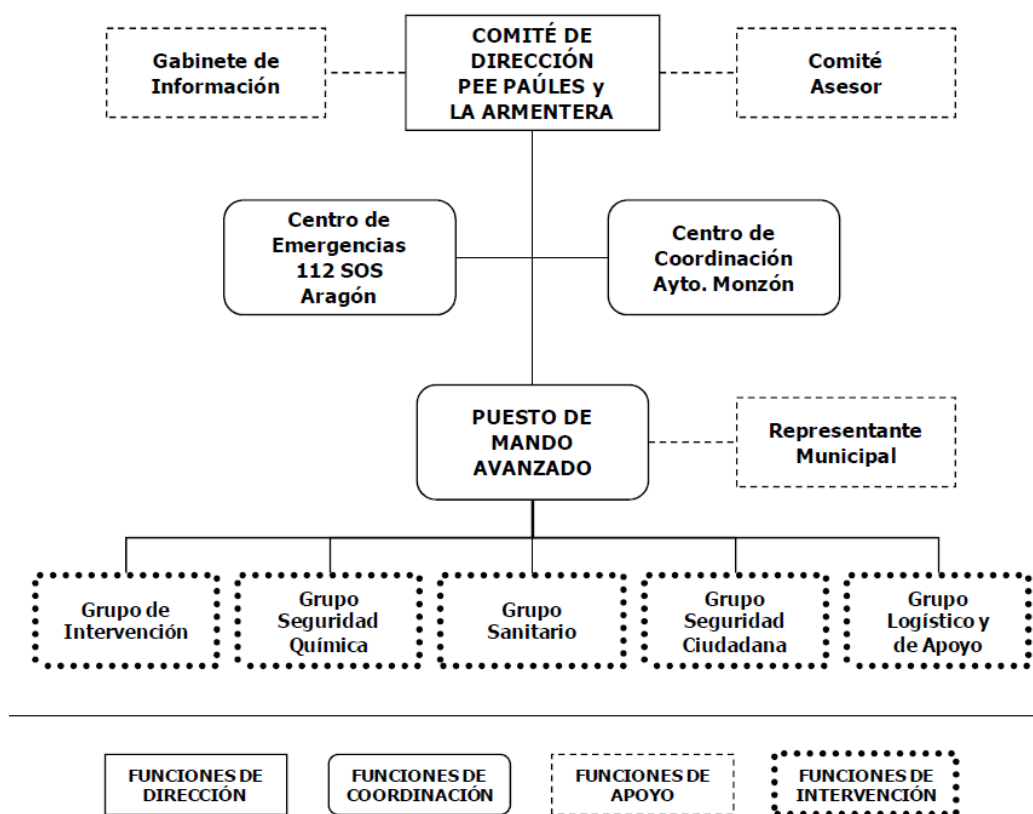 Gabinete de
Información
COMITÉ DE
DIRECCIÓN
PEE PAÚLES y
LA ARMENTERA
Comité
Asesor
Centro de
Emergencias
112 SOS
Aragón
Centro de
Coordinación
Ayto. Monzón
PUESTO DE
MANDO
AVANZADO
Representante
Municipal
Grupo de
Intervención
Grupo
Seguridad
Química
Grupo
Sanitario
Grupo
Seguridad
Ciudadana
Grupo
Logístico y
de Apoyo
FUNCIONES DE
DIRECCIÓN
FUNCIONES DE
COORDINACIÓN
FUNCIONES DE
APOYO
FUNCIONES DE
INTERVENCIÓN